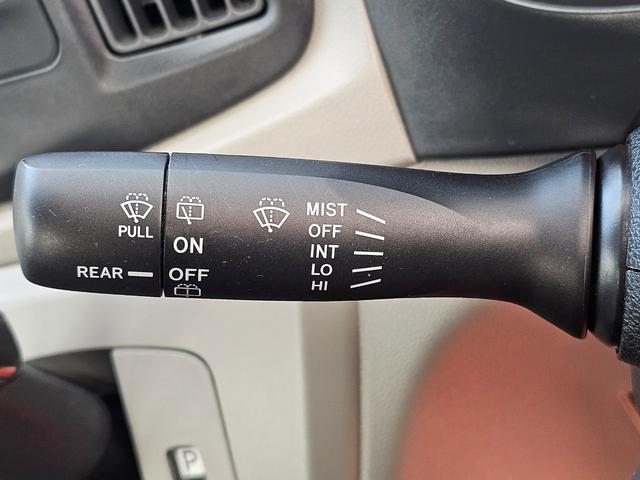 PULL
REAR
ON
OFF
MIST
OFF
INT
LO
HI
P